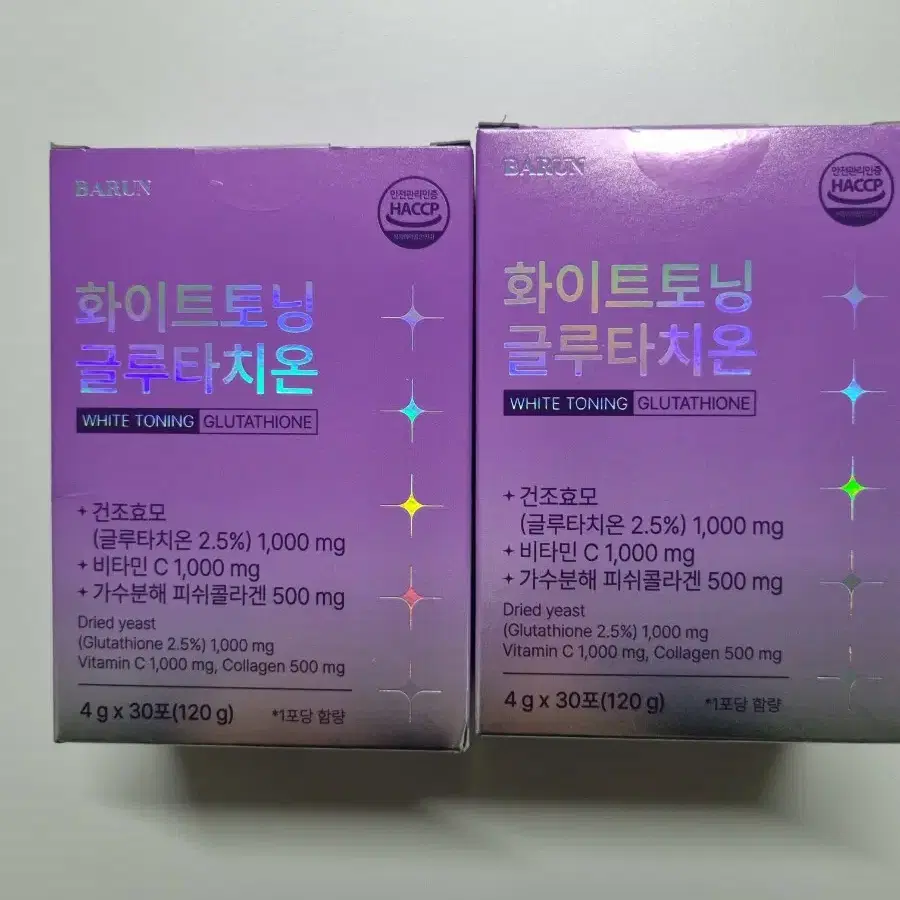 BARUN
안전관리인증
HACCP
화이트토닝
글루타치온
WHITE TONING GLUTATHIONE
+ 건조효모
(글루타치온 2.5%) 1,000 mg
+ 비타민 C 1,000 mg
+ 가수분해 피쉬콜라겐 500 mg
Dried yeast
(Glutathione 2.5%) 1,000 mg
Vitamin C 1,000 mg, Collagen 500 mg
4 g x 30포(120 g) *1포당 함량
BARUN
안전관리인증
HACCP
화이트토닝
글루타치온
WHITE TONING GLUTATHIONE
+ 건조효모
(글루타치온 2.5%) 1,000 mg
+ 비타민 C 1,000 mg
+ 가수분해 피쉬콜라겐 500 mg
Dried yeast
(Glutathione 2.5%) 1,000 mg
Vitamin C 1,000 mg, Collagen 500 mg
4 g x 30포(120 g) *1포당 함량